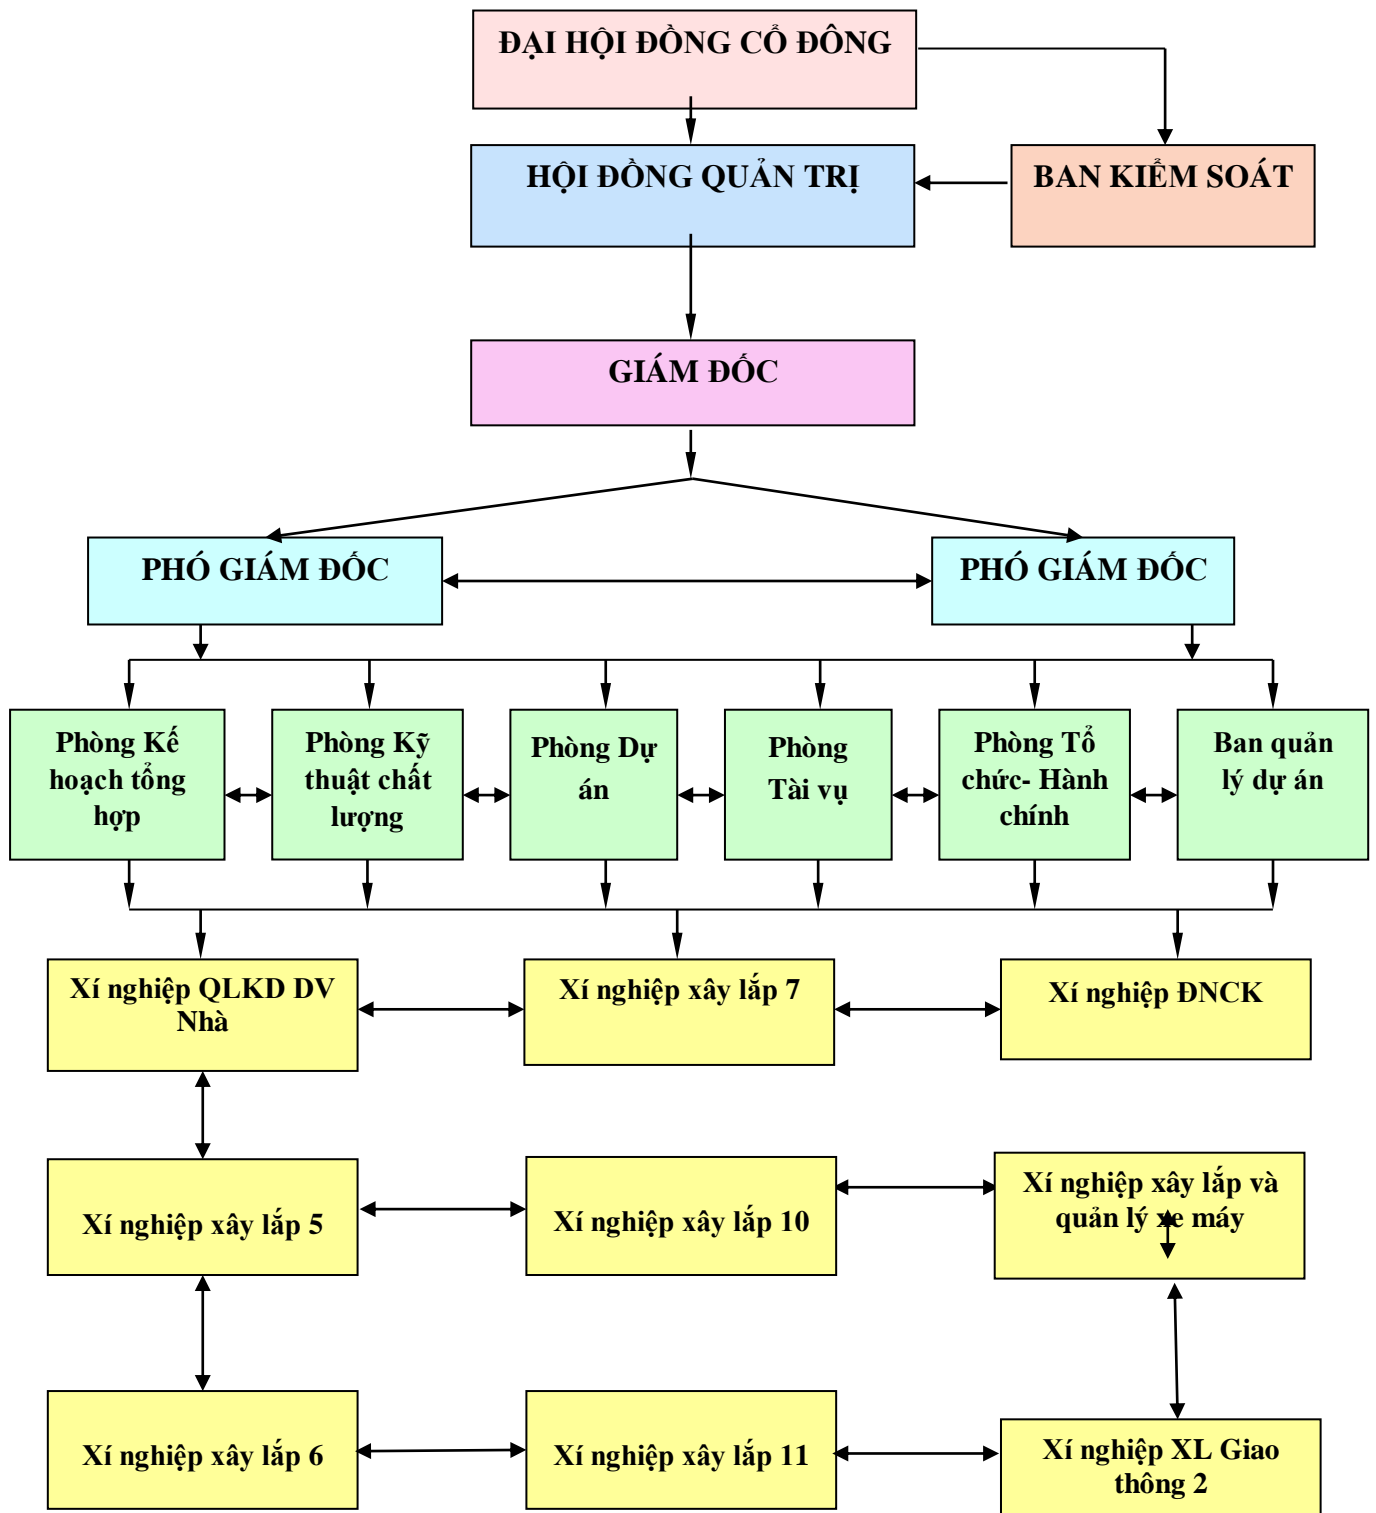 ĐẠI HỘI ĐỒNG CỔ ĐÔNG
HỘI ĐỒNG QUẢN TRỊ
BAN KIỂM SOÁT
GIÁM ĐỐC
PHÓ GIÁM ĐỐC
PHÓ GIÁM ĐỐC
Phòng Kế
hoạch tổng
hợp
Phòng Kỹ
thuật chất
lượng
Phòng Dự
án
Phòng
Tài vụ
Phòng Tổ
chức- Hành
chính
Ban quản
lý dự án
Xí nghiệp QLKD DV
Nhà
Xí nghiệp xây lắp 7
Xí nghiệp ĐNCK
Xí nghiệp xây lắp 5
Xí nghiệp xây lắp 10
Xí nghiệp xây lắp và
quản lý xe máy
Xí nghiệp xây lắp 6
Xí nghiệp xây lắp 11
Xí nghiệp XL Giao
thông 2